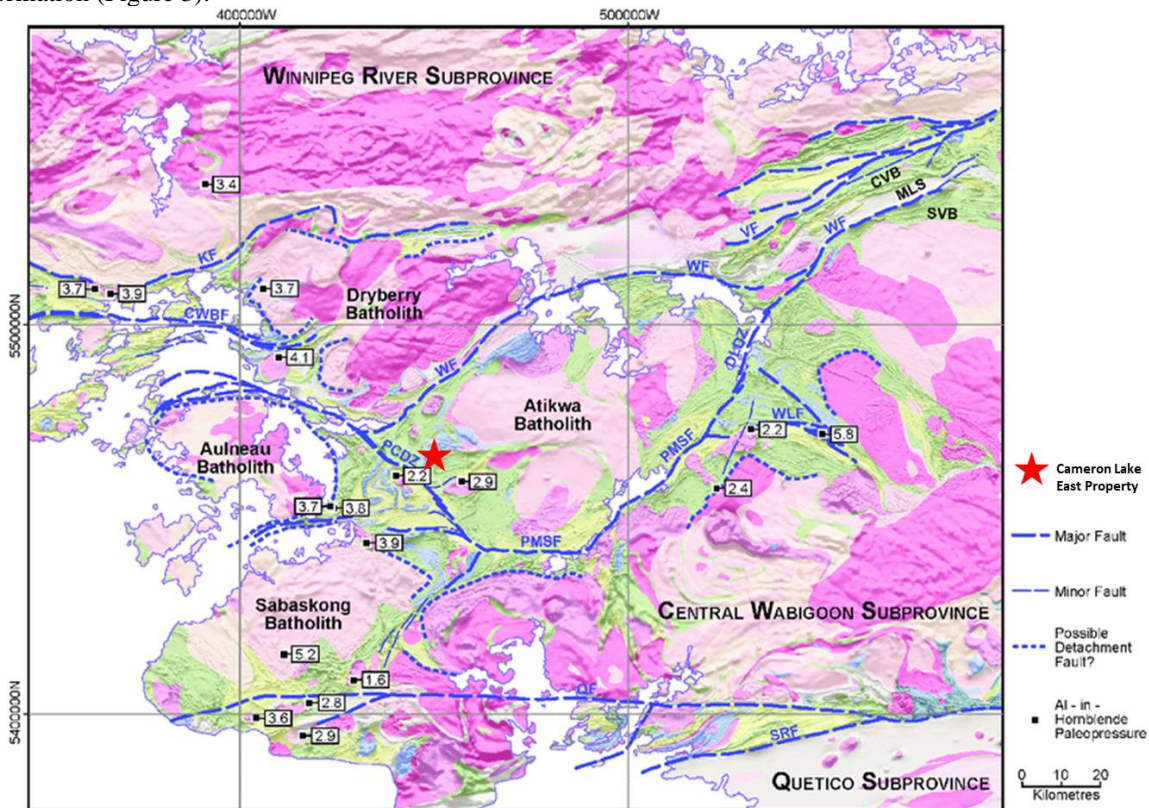 (Figure 3).
400000W
500000W
WINNIPEG RIVER SUBPROVINCE
3.4
CVB
MLS
SVB
VF
WF
KF
WF
3.7
3.9
3.7
Dryberry
Batholith
CWBF
5500000N
4.1
WF
Atikwa
Batholith
WLF
2.2
5.8
Aulneau
Batholith
PCDZ
PMSF
2.2
2.9
2.4
Cameron Lake
East Property
3.7
3.8
Major Fault
3.9
PMSF
Minor Fault
Sabaskong
Batholith
CENTRAL WABIGOON SUBPROVINCE
Possible
Detachment
Fault?
5.2
1.6
QF
2.8
3.6
5400000N
2.9
SRF
Al - in -
Hornblende
Paleopressure
QUETICO SUBPROVINCE
0 10 20
Kilometres